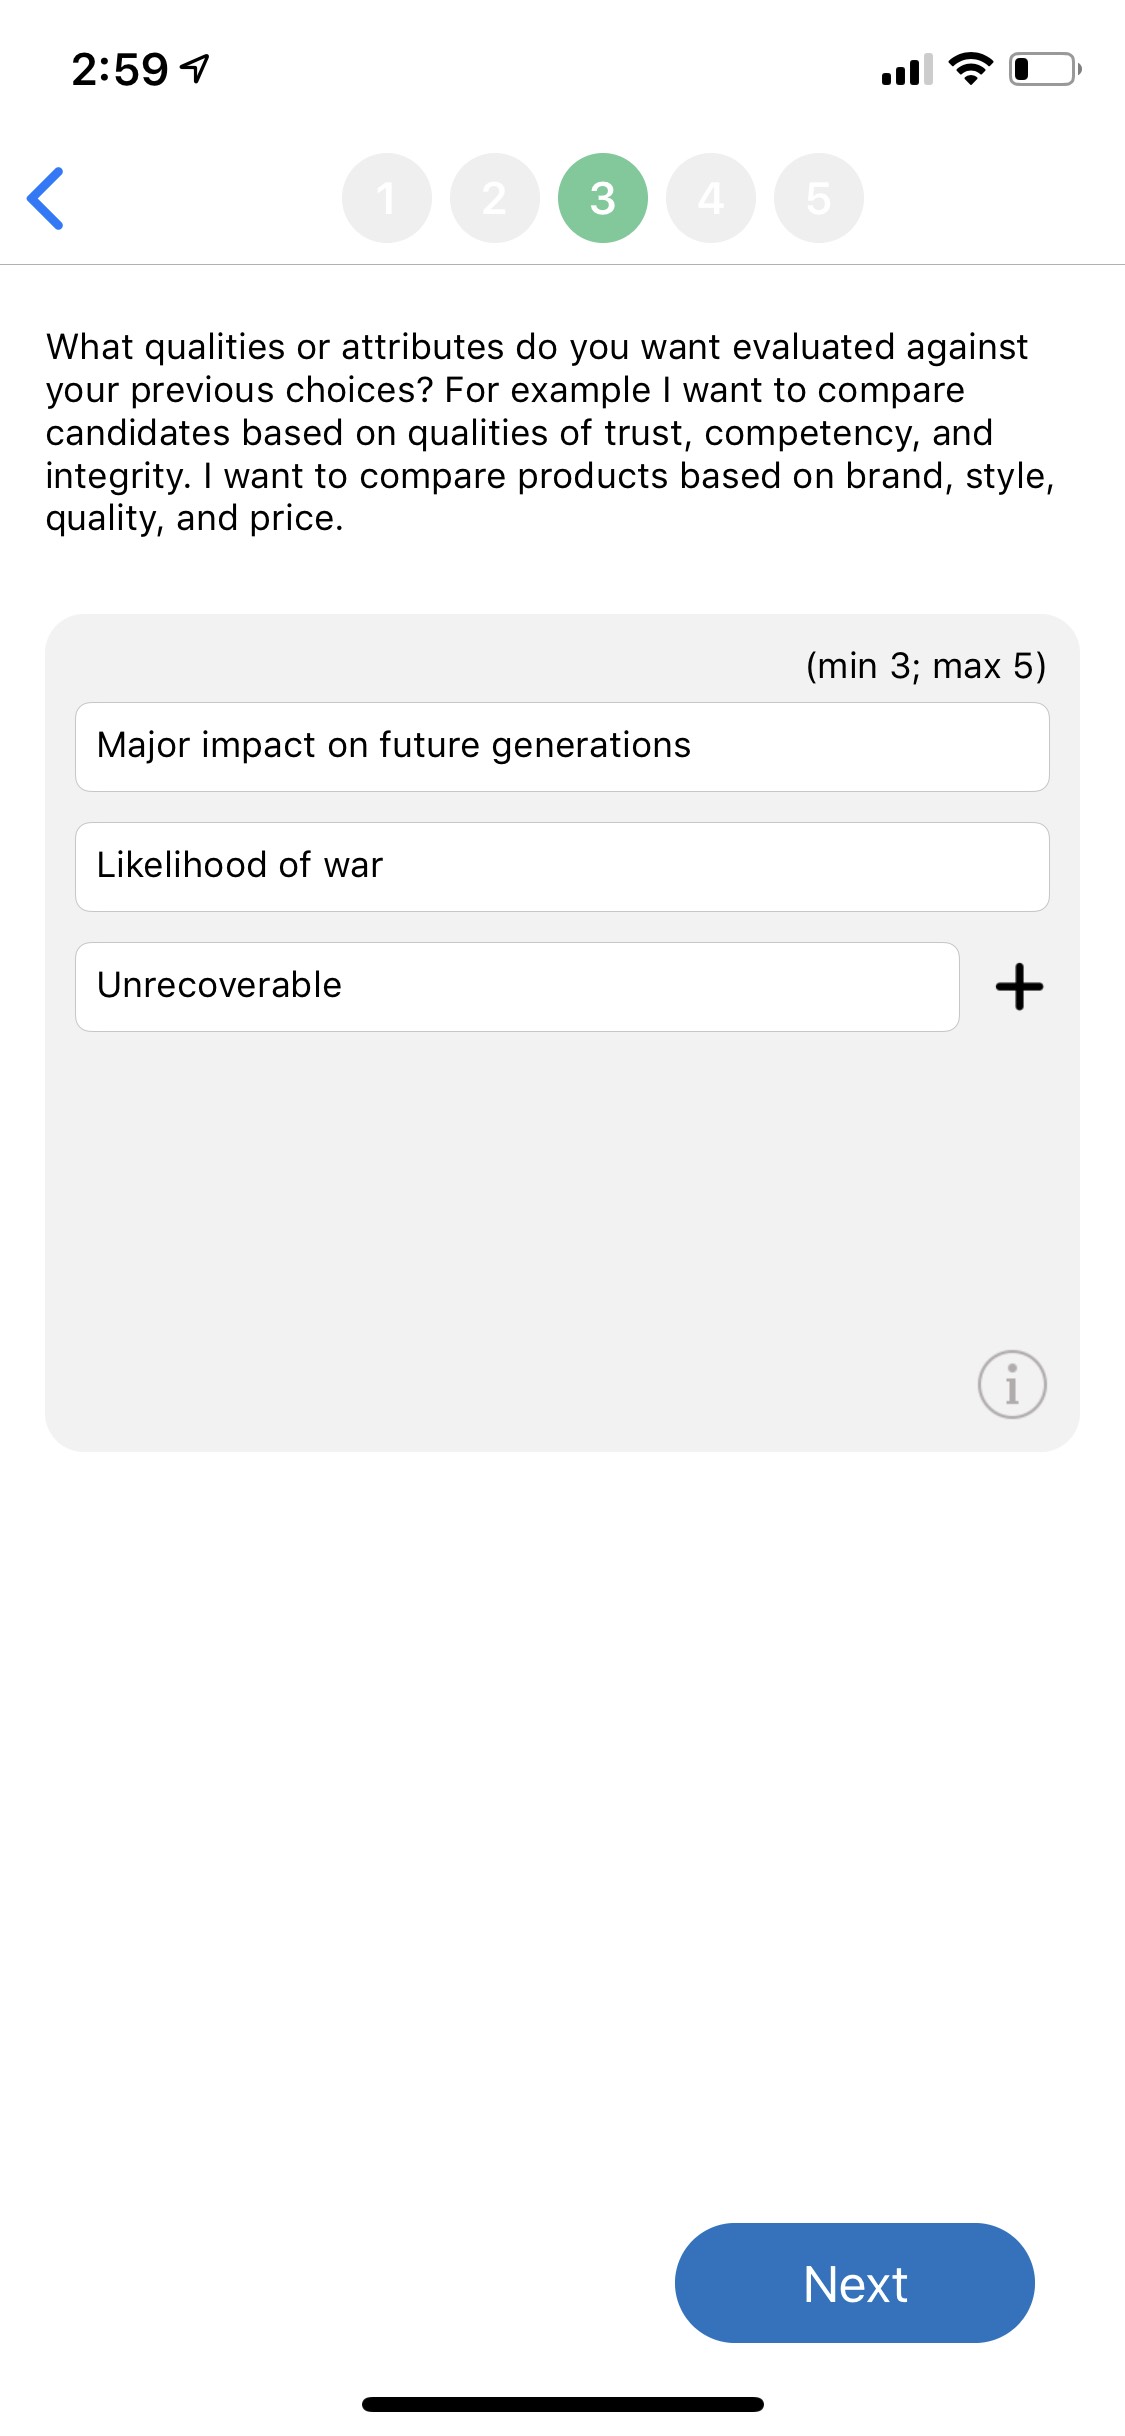 2:59
1 2 3 4 5
What qualities or attributes do you want evaluated against
your previous choices? For example I want to compare
candidates based on qualities of trust, competency, and
integrity. I want to compare products based on brand, style,
quality, and price.
(min 3; max 5)
Major impact on future generations
Likelihood of war
Unrecoverable
Next